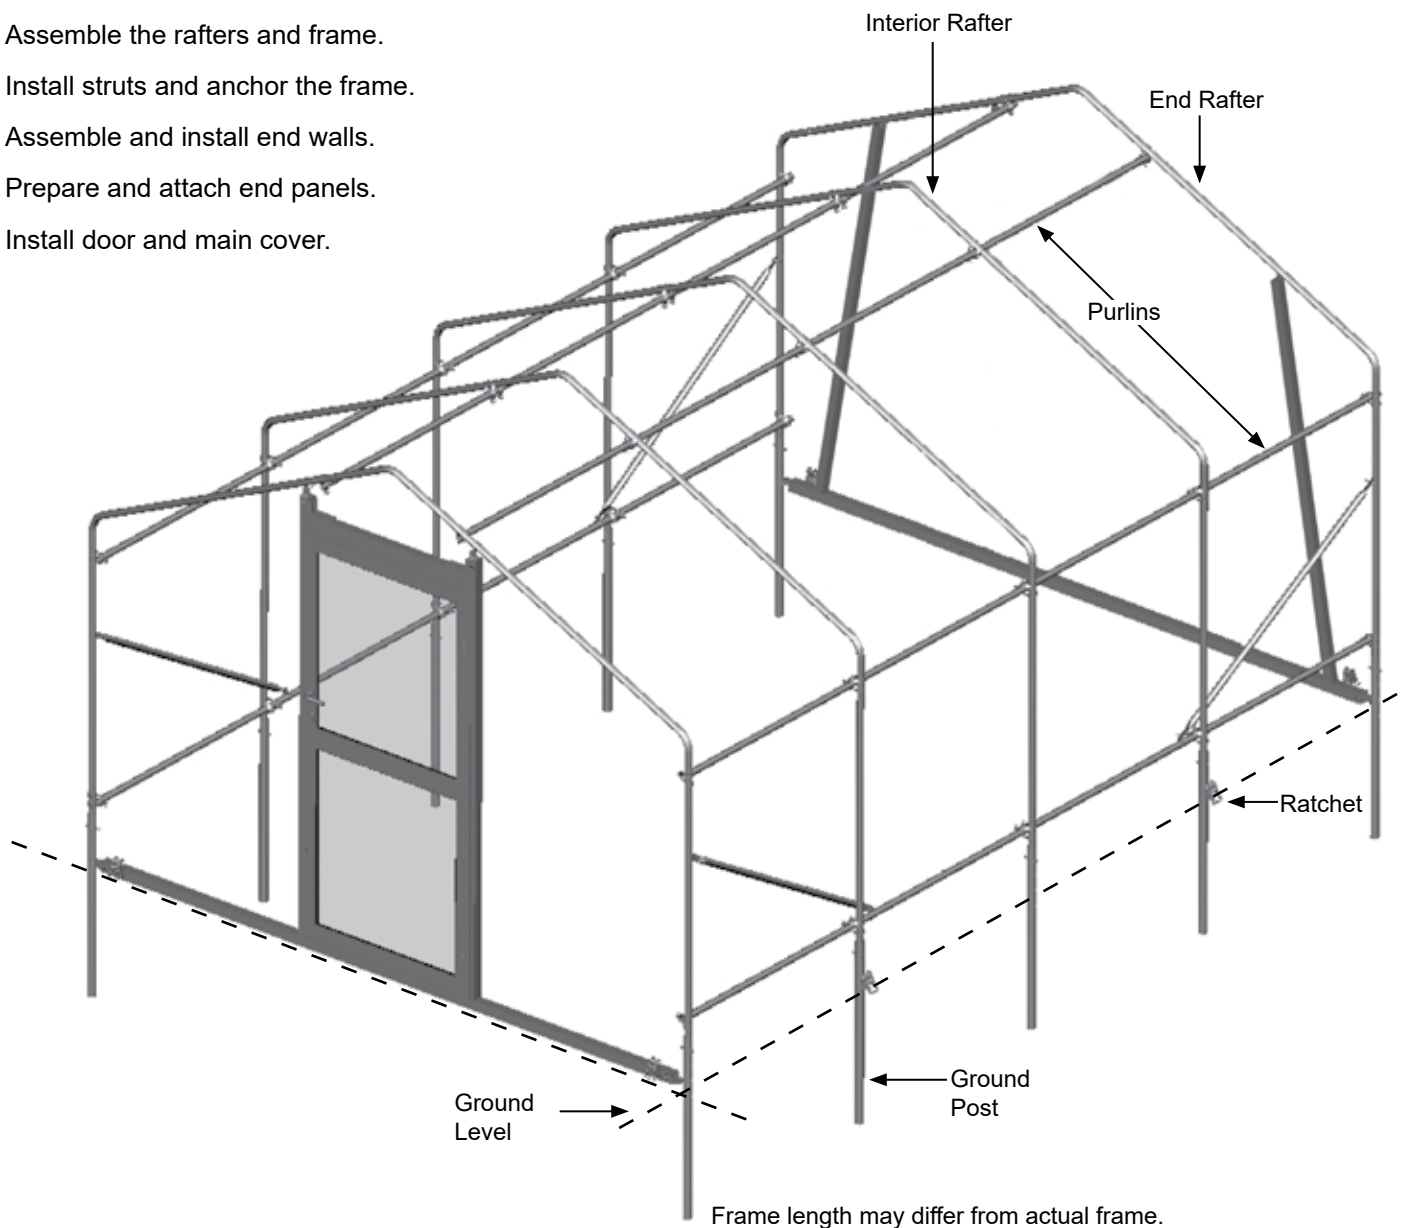 Assemble the rafters and frame.
Install struts and anchor the frame.
Assemble and install end walls.
Prepare and attach end panels.
Install door and main cover.
Interior Rafter
End Rafter
Purlins
Ratchet
Ground
Post
Ground
Level
Frame length may differ from actual frame.